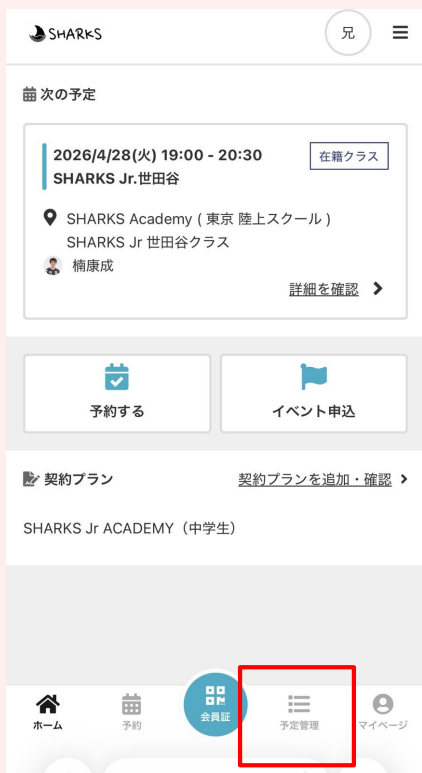 SHARKS
兄
次の予定
2026/4/28(火) 19:00 - 20:30
在籍クラス
SHARKS Jr.世田谷
SHARKS Academy ( 東京 陸上スクール )
SHARKS Jr 世田谷クラス
楠康成
詳細を確認
予約する
イベント申込
契約プラン
契約プランを追加・確認
SHARKS Jr ACADEMY（中学生）
ホーム
予約
会員証
予定管理
マイページ